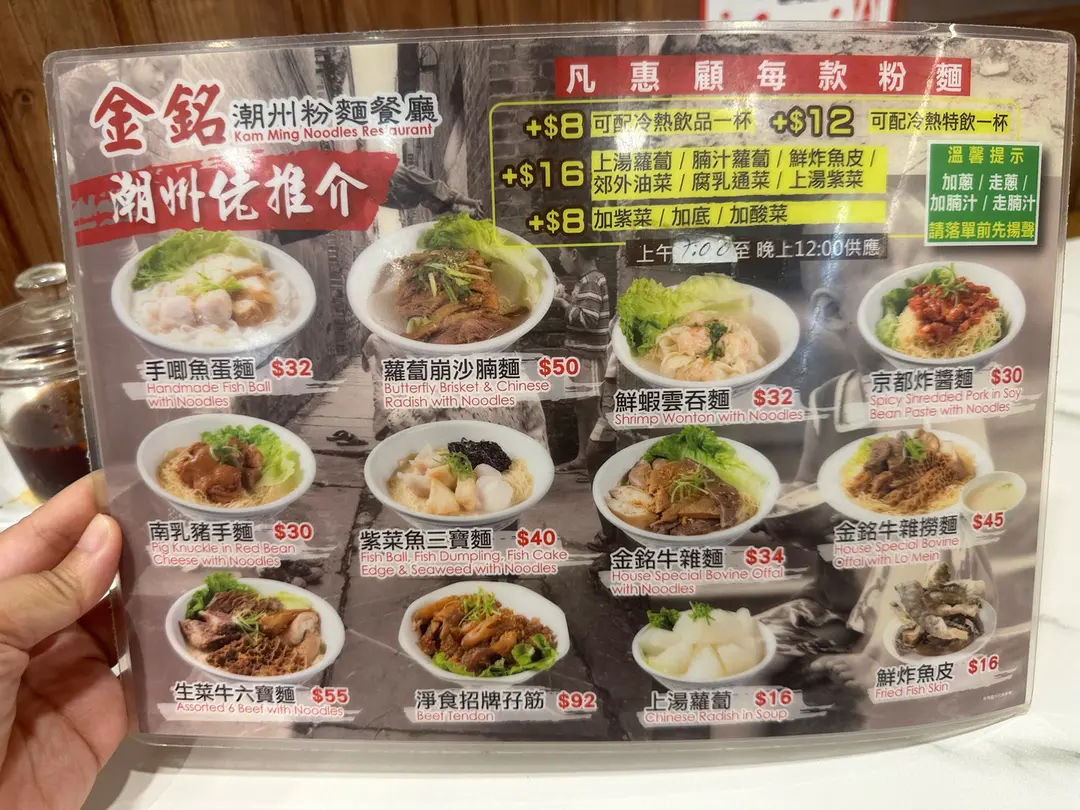 金銘 潮州粉麵餐廳
Kam Ming Noodles Restaurant
潮州佬推介
凡惠顧每款粉麵
+$8 可配冷熱飲品一杯 +$12 可配冷熱特飲一杯
+$16 上湯蘿蔔 / 腩汁蘿蔔 / 鮮炸魚皮 /
郊外油菜 / 腐乳通菜 / 上湯紫菜
+$8 加紫菜 / 加底 / 加酸菜
上午7:00至 晚上12:00供應
溫馨提示
加蔥 / 走蔥 /
加腩汁 / 走腩汁
請落單前先揚聲
手唧魚蛋麵 $32
Handmade Fish Ball
with Noodles
蘿蔔崩沙腩麵 $50
Butterfly Brisket & Chinese
Radish with Noodles
鮮蝦雲吞麵 $32
Shrimp Wonton with Noodles
京都炸醬麵 $30
Spicy Shredded Pork in Soy
Bean Paste with Noodles
南乳豬手麵 $30
Pig Knuckle in Red Bean
Cheese with Noodles
紫菜魚三寶麵 $40
Fish Ball, Fish Dumpling, Fish Cake
Edge & Seaweed with Noodles
金銘牛雜麵 $34
House Special Bovine Offal
with Noodles
金銘牛雜撈麵 $45
House Special Bovine
Offal with Lo Mein
生菜牛六寶麵 $55
Assorted 6 Beef with Noodles
淨食招牌孖筋 $92
Beef Tendon
上湯蘿蔔 $16
Chinese Radish in Soup
鮮炸魚皮 $16
Fried Fish Skin